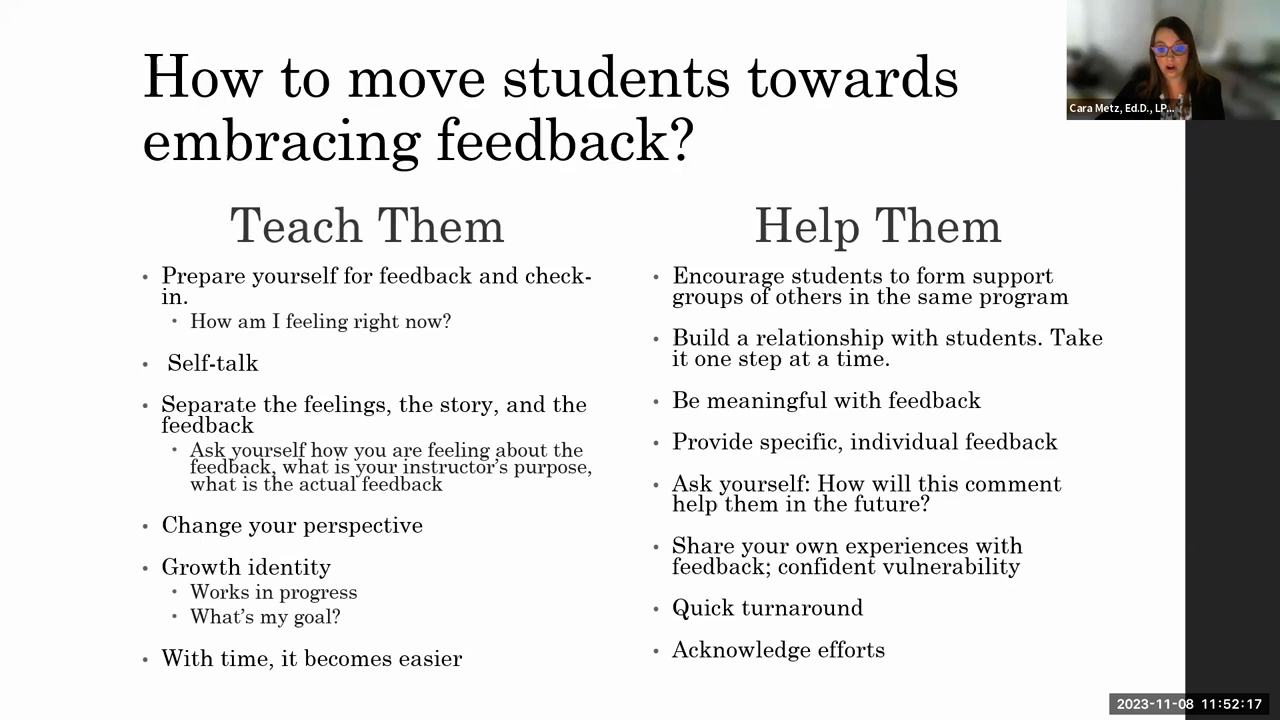 How to move students towards
embracing feedback?
Cara Metz, Ed.D., LP...
Teach Them
• Prepare yourself for feedback and check-
in.
• How am I feeling right now?
• Self-talk
• Separate the feelings, the story, and the
feedback
• Ask yourself how you are feeling about the
feedback, what is your instructor's purpose,
what is the actual feedback
• Change your perspective
• Growth identity
• Works in progress
• What's my goal?
• With time, it becomes easier
Help Them
• Encourage students to form support
groups of others in the same program
• Build a relationship with students. Take
it one step at a time.
• Be meaningful with feedback
• Provide specific, individual feedback
• Ask yourself: How will this comment
help them in the future?
• Share your own experiences with
feedback; confident vulnerability
• Quick turnaround
• Acknowledge efforts
2023-11-08 11:52:17